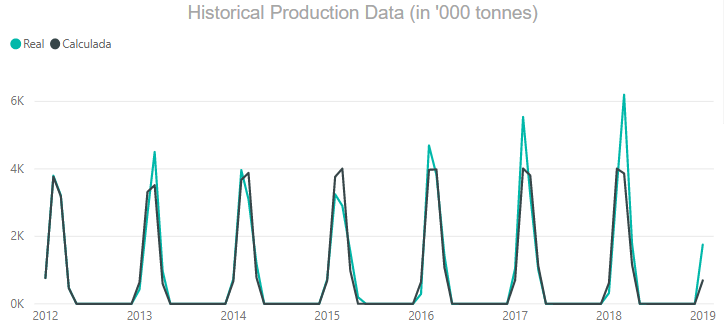 Historical Production Data (in '000 tonnes)
Real Calculada
6K
4K
2K
0K
2012 2013 2014 2015 2016 2017 2018 2019